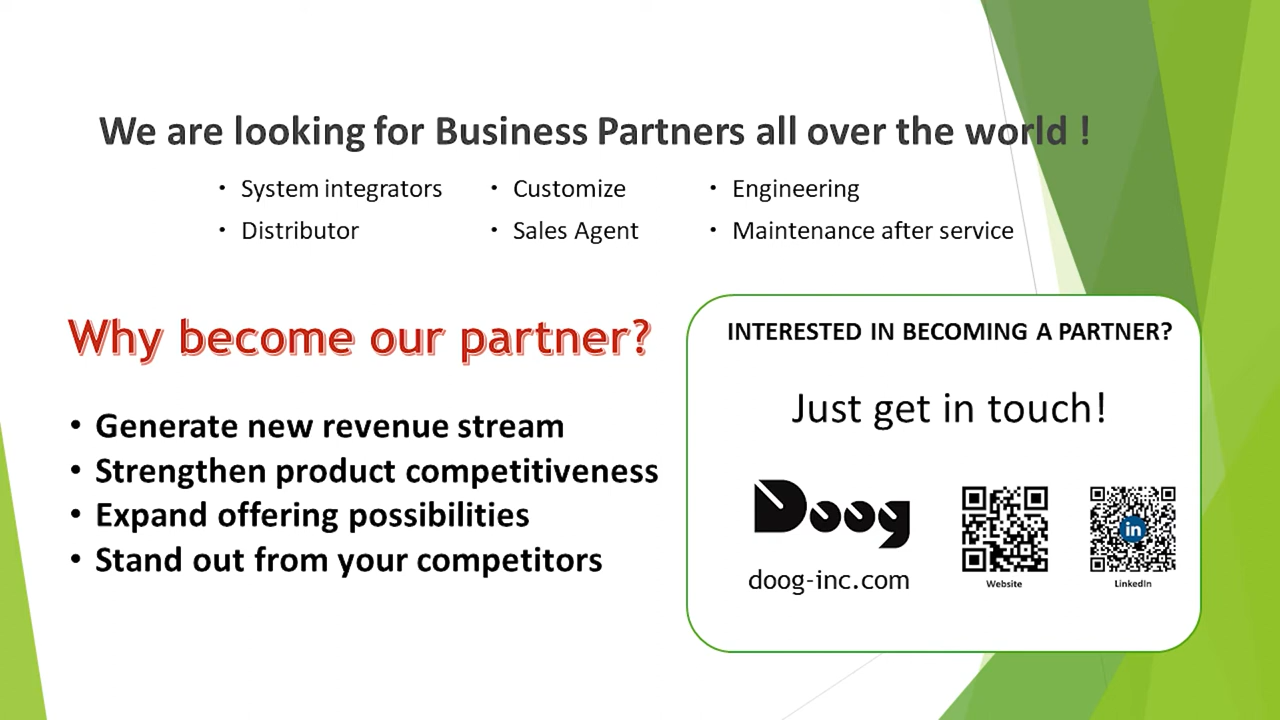 We are looking for Business Partners all over the world !
・ System integrators ・ Customize ・ Engineering
・ Distributor ・ Sales Agent ・ Maintenance after service
Why become our partner?
• Generate new revenue stream
• Strengthen product competitiveness
• Expand offering possibilities
• Stand out from your competitors
INTERESTED IN BECOMING A PARTNER?
Just get in touch!
Doog
doog-inc.com
Website
in
LinkedIn